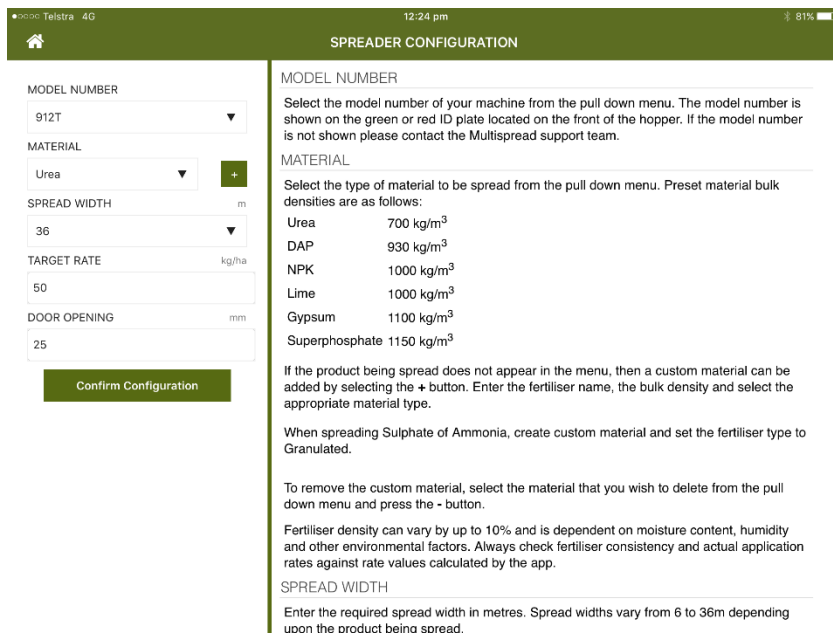 Telstra 4G
12:24 pm
81%
SPREADER CONFIGURATION
MODEL NUMBER
912T
MATERIAL
Urea
+
SPREAD WIDTH m
36
TARGET RATE kg/ha
50
DOOR OPENING mm
25
Confirm Configuration
MODEL NUMBER
Select the model number of your machine from the pull down menu. The model number is
shown on the green or red ID plate located on the front of the hopper. If the model number
is not shown please contact the Multispread support team.
MATERIAL
Select the type of material to be spread from the pull down menu. Preset material bulk
densities are as follows:
Urea 700 kg/m³
DAP 930 kg/m³
NPK 1000 kg/m³
Lime 1000 kg/m³
Gypsum 1100 kg/m³
Superphosphate 1150 kg/m³
If the product being spread does not appear in the menu, then a custom material can be
added by selecting the + button. Enter the fertiliser name, the bulk density and select the
appropriate material type.
When spreading Sulphate of Ammonia, create custom material and set the fertiliser type to
Granulated.
To remove the custom material, select the material that you wish to delete from the pull
down menu and press the - button.
Fertiliser density can vary by up to 10% and is dependent on moisture content, humidity
and other environmental factors. Always check fertiliser consistency and actual application
rates against rate values calculated by the app.
SPREAD WIDTH
Enter the required spread width in metres. Spread widths vary from 6 to 36m depending
upon the product being spread.